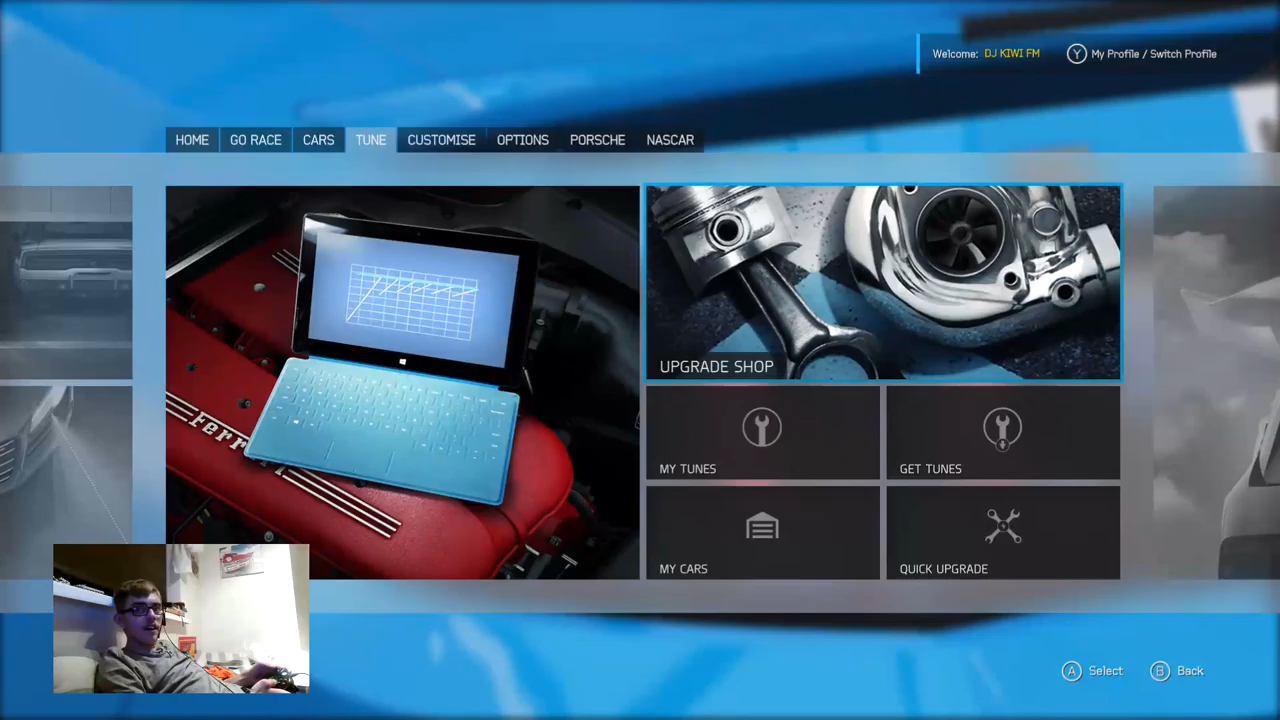 Welcome: DJ KIWI FM Y My Profile / Switch Profile
HOME GO RACE CARS TUNE CUSTOMISE OPTIONS PORSCHE NASCAR
UPGRADE SHOP
MY TUNES GET TUNES
MY CARS QUICK UPGRADE
A Select B Back